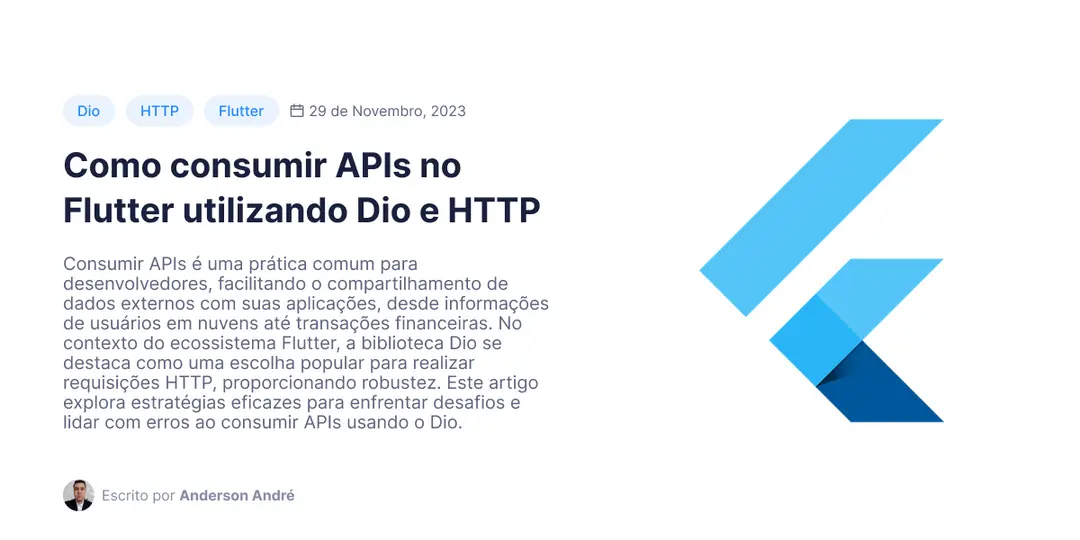 Dio HTTP Flutter 29 de Novembro, 2023
Como consumir APIs no
Flutter utilizando Dio e HTTP
Consumir APIs é uma prática comum para
desenvolvedores, facilitando o compartilhamento de
dados externos com suas aplicações, desde informações
de usuários em nuvens até transações financeiras. No
contexto do ecossistema Flutter, a biblioteca Dio se
destaca como uma escolha popular para realizar
requisições HTTP, proporcionando robustez. Este artigo
explora estratégias eficazes para enfrentar desafios e
lidar com erros ao consumir APIs usando o Dio.
Escrito por Anderson André